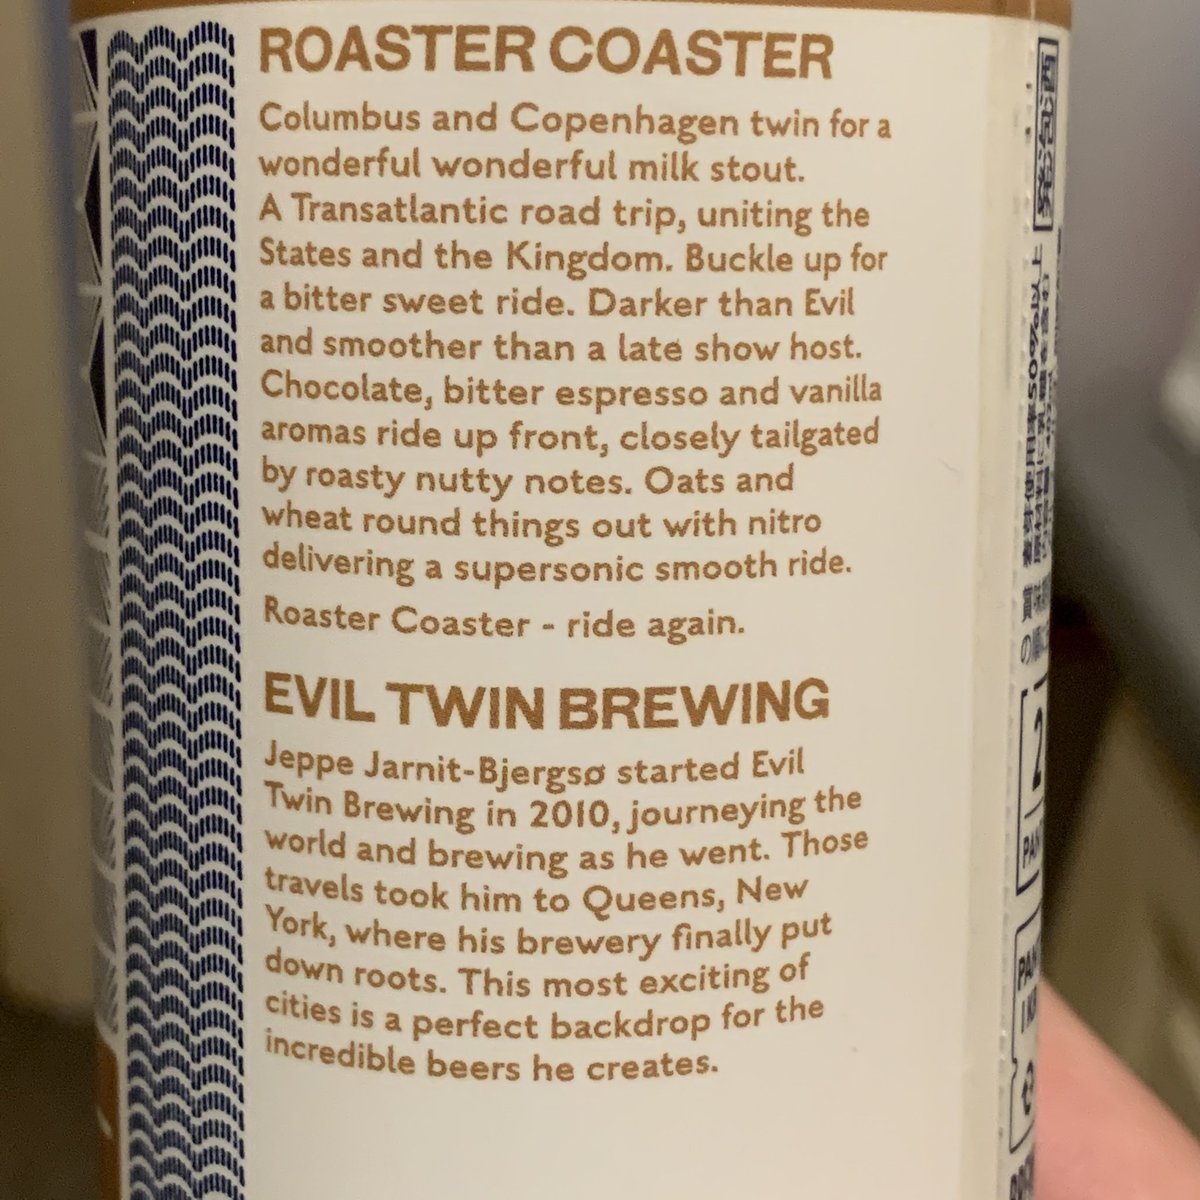 ROASTER COASTER
Columbus and Copenhagen twin for a
wonderful wonderful milk stout.
A Transatlantic road trip, uniting the
States and the Kingdom. Buckle up for
a bitter sweet ride. Darker than Evil
and smoother than a late show host.
Chocolate, bitter espresso and vanilla
aromas ride up front, closely tailgated
by roasty nutty notes. Oats and
wheat round things out with nitro
delivering a supersonic smooth ride.
Roaster Coaster - ride again.
EVIL TWIN BREWING
Jeppe Jarnit-Bjergsø started Evil
Twin Brewing in 2010, journeying the
world and brewing as he went. Those
travels took him to Queens, New
York, where his brewery finally put
down roots. This most exciting of
cities is a perfect backdrop for the
incredible beers he creates.